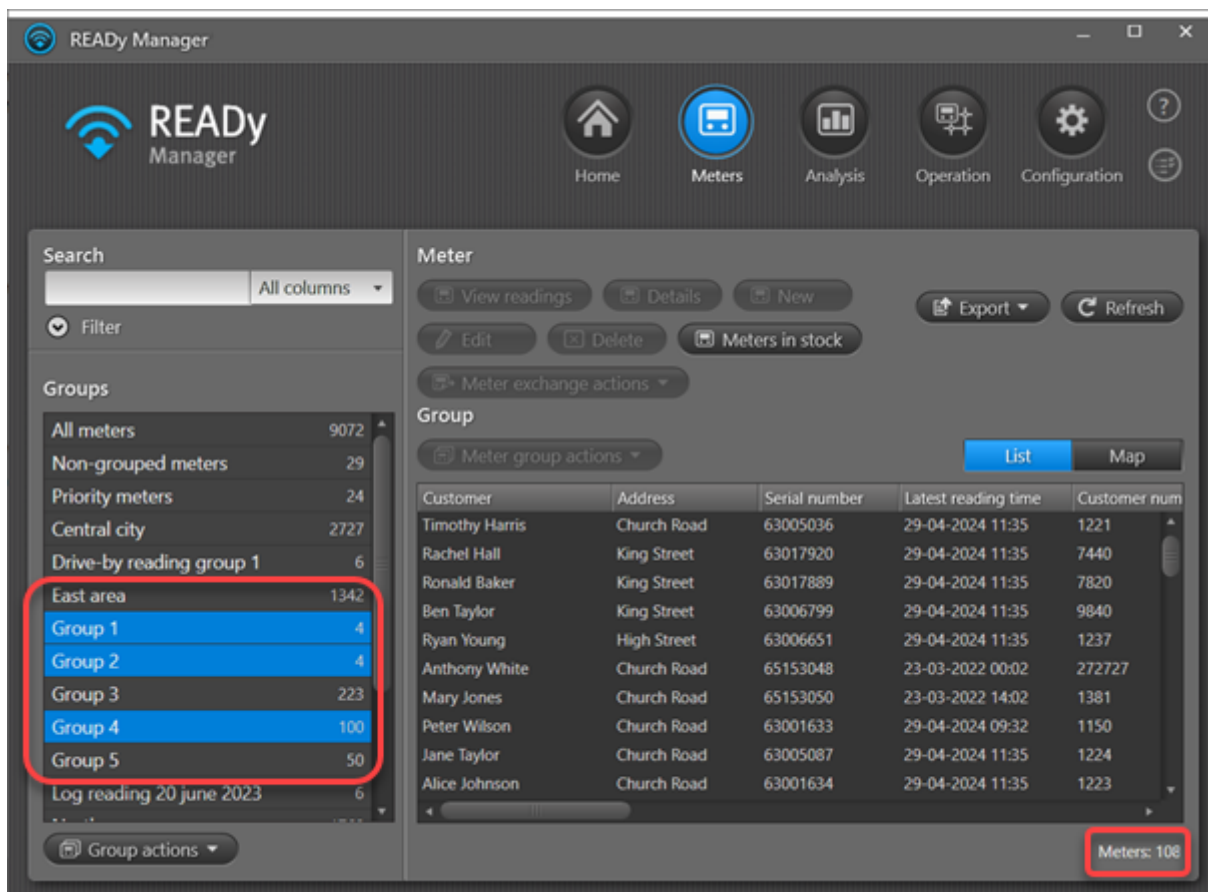 READy Manager
READy
Manager
Home Meters Analysis Operation Configuration
?
Search
All columns
Filter
Groups
All meters 9072
Non-grouped meters 29
Priority meters 24
Central city 2727
Drive-by reading group 1 6
East area 1342
Group 1 4
Group 2 4
Group 3 223
Group 4 100
Group 5 50
Log reading 20 june 2023 6
Group actions
Meter
View readings Details New
Export Refresh
Edit Delete Meters in stock
Meter exchange actions
Group
Meter group actions
List Map
Customer Address Serial number Latest reading time Customer num
Timothy Harris Church Road 63005036 29-04-2024 11:35 1221
Rachel Hall King Street 63017920 29-04-2024 11:35 7440
Ronald Baker King Street 63017889 29-04-2024 11:35 7820
Ben Taylor King Street 63006799 29-04-2024 11:35 9840
Ryan Young High Street 63006651 29-04-2024 11:35 1237
Anthony White Church Road 65153048 23-03-2022 00:02 272727
Mary Jones Church Road 65153050 23-03-2022 14:02 1381
Peter Wilson Church Road 63001633 29-04-2024 09:32 1150
Jane Taylor Church Road 63005087 29-04-2024 11:35 1224
Alice Johnson Church Road 63001634 29-04-2024 11:35 1223
Meters: 108